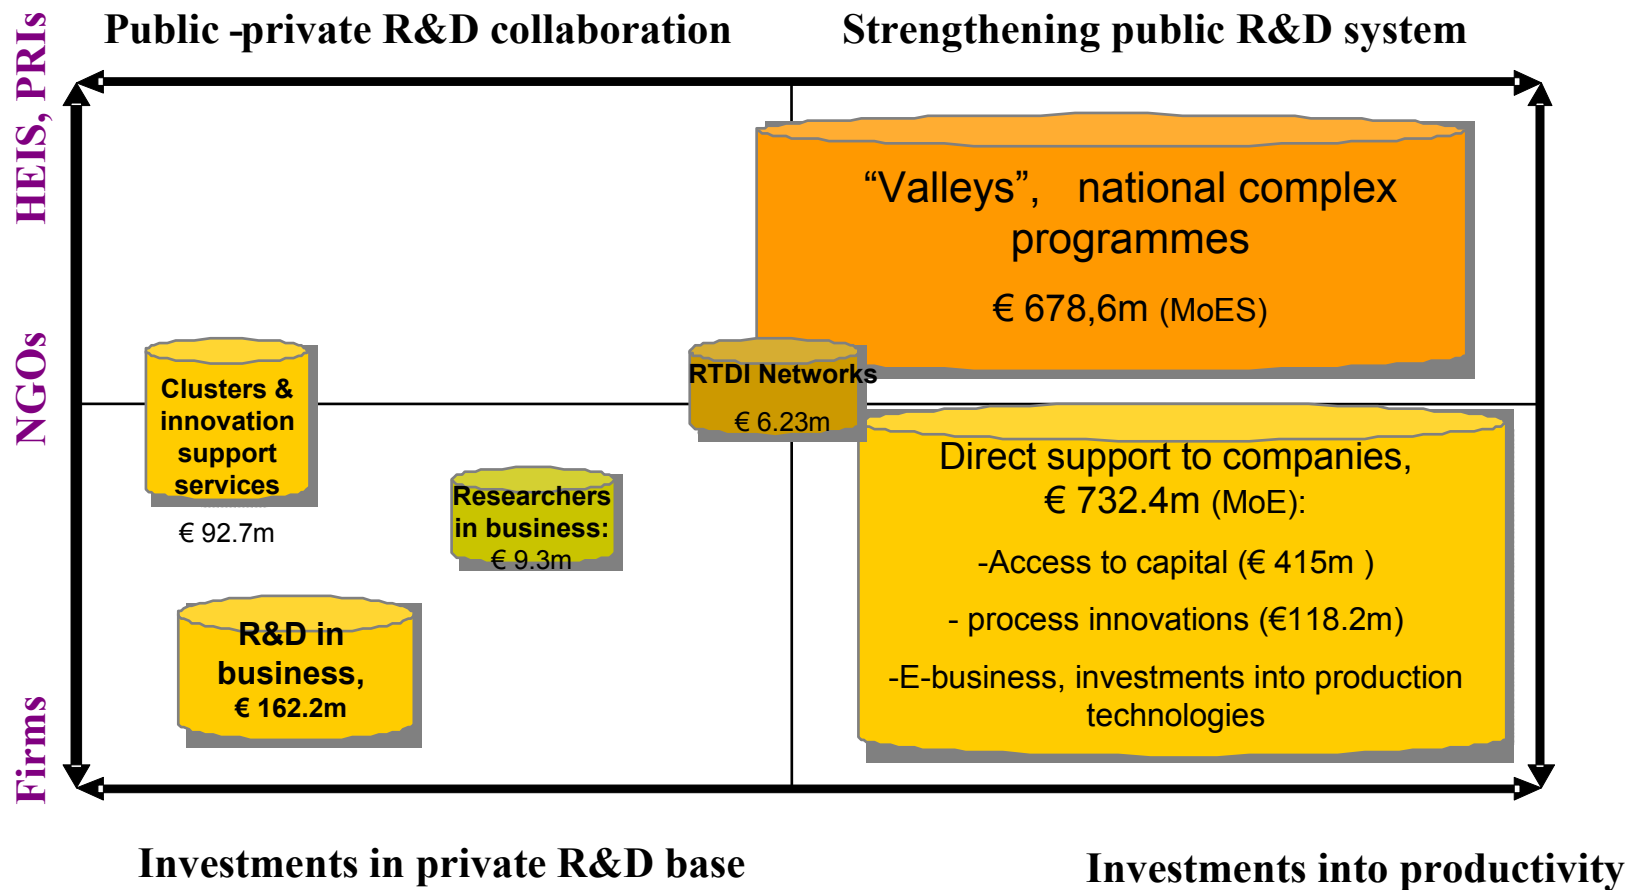 Public -private R&D collaboration
Strengthening public R&D system
HEIS, PRIs
NGOs
Firms
“Valleys”, national complex
programmes
€ 678,6m (MoES)
Clusters &
innovation
support
services
€ 92.7m
RTDI Networks
€ 6.23m
Researchers
in business:
€ 9.3m
R&D in
business,
€ 162.2m
Direct support to companies,
€ 732.4m (MoE):
-Access to capital (€ 415m )
- process innovations (€118.2m)
-E-business, investments into production
technologies
Investments in private R&D base
Investments into productivity